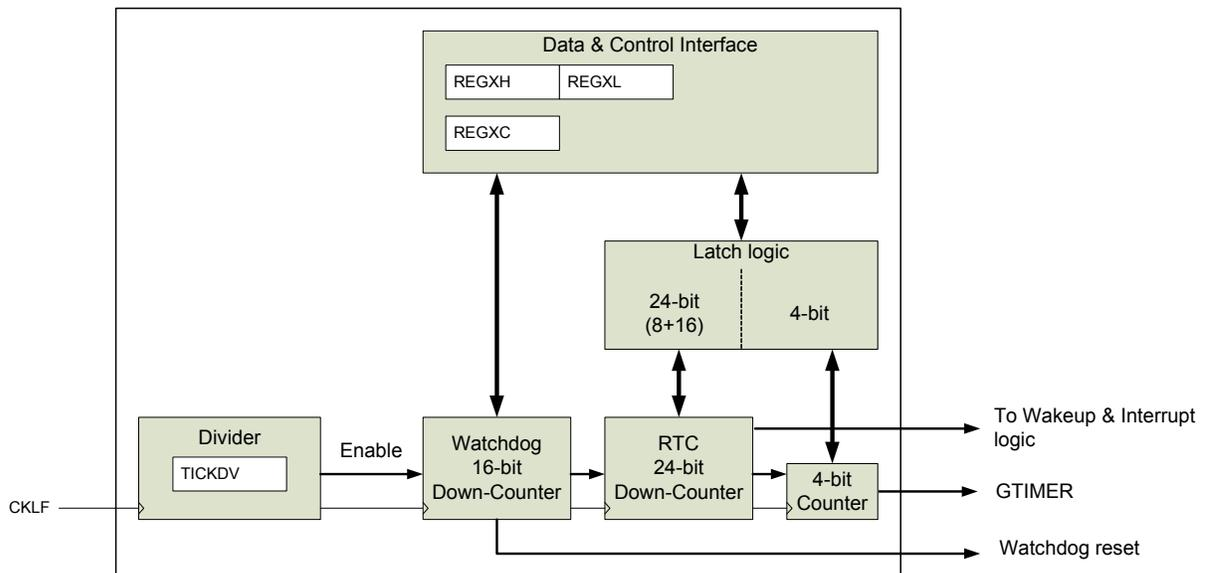 Data & Control Interface
REGXH
REGXL
REGXC
Latch logic
24-bit
(8+16)
4-bit
Divider
TICKDV
Enable
Watchdog
16-bit
Down-Counter
RTC
24-bit
Down-Counter
4-bit
Counter
CKLF
To Wakeup & Interrupt
logic
GTIMER
Watchdog reset